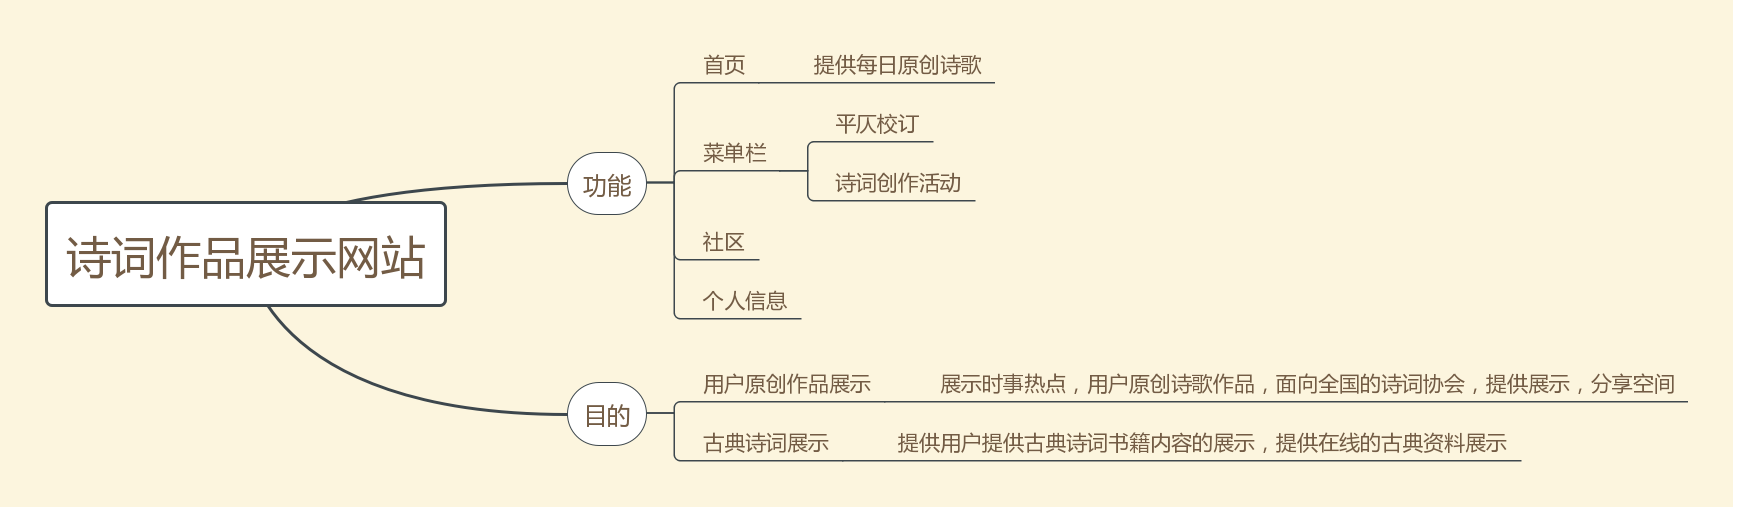 诗词作品展示网站
功能
首页
提供每日原创诗歌
菜单栏
平仄校订
诗词创作活动
社区
个人信息
目的
用户原创作品展示
展示时事热点，用户原创诗歌作品，面向全国的诗词协会，提供展示，分享空间
古典诗词展示
提供用户提供古典诗词书籍内容的展示，提供在线的古典资料展示